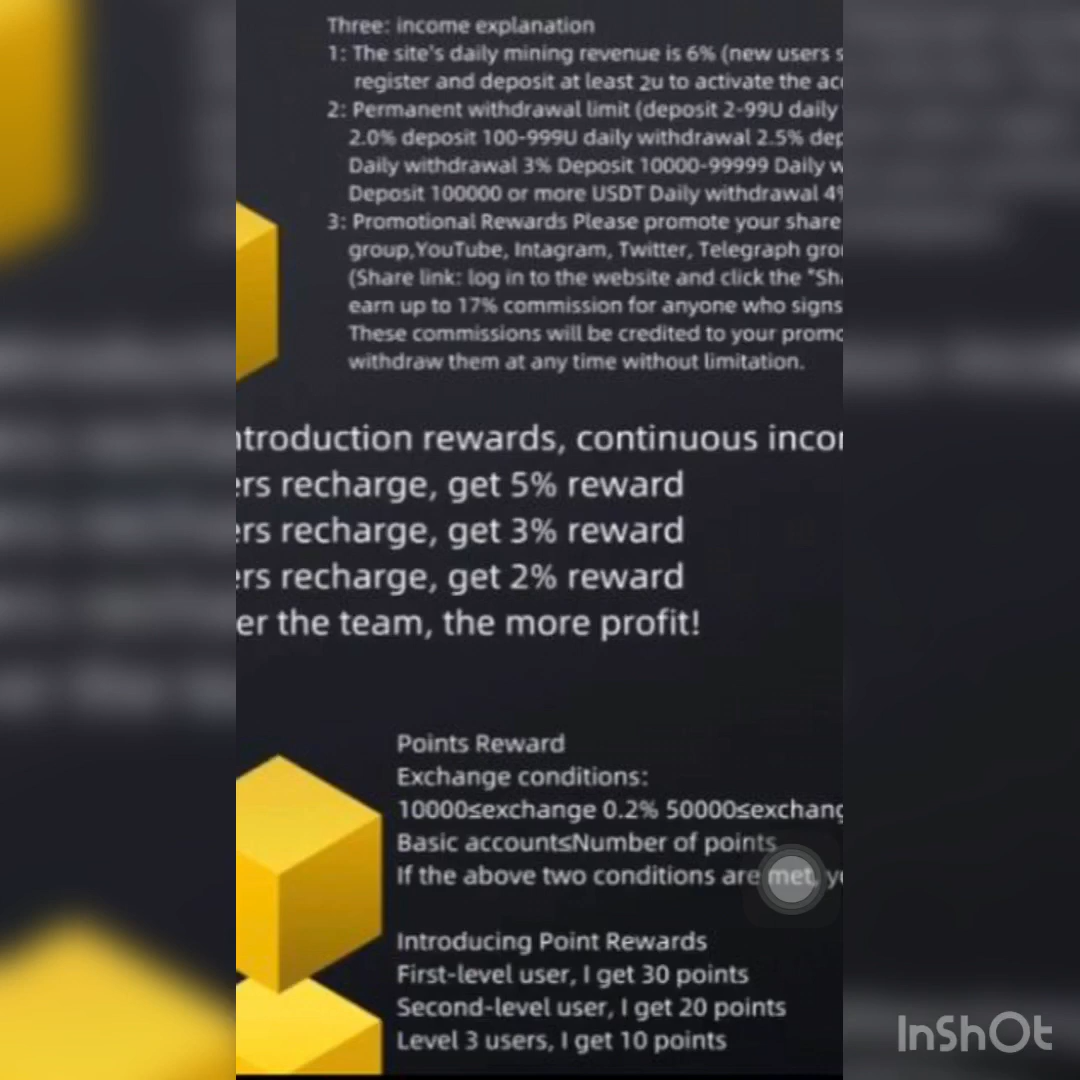 Three: income explanation
1: The site's daily mining revenue is 6% (new users s
register and deposit at least 2u to activate the ac
2: Permanent withdrawal limit (deposit 2-99U daily
2.0% deposit 100-999U daily withdrawal 2.5% dep
Daily withdrawal 3% Deposit 10000-99999 Daily w
Deposit 100000 or more USDT Daily withdrawal 4%
3: Promotional Rewards Please promote your share
group,YouTube, Intagram, Twitter, Telegraph gro
(Share link: log in to the website and click the "Sh
earn up to 17% commission for anyone who signs
These commissions will be credited to your promo
withdraw them at any time without limitation.
ntroduction rewards, continuous incor
ers recharge, get 5% reward
ers recharge, get 3% reward
ers recharge, get 2% reward
er the team, the more profit!
Points Reward
Exchange conditions:
10000≤exchange 0.2% 50000≤exchang
Basic account≤Number of points
If the above two conditions are met, y
Introducing Point Rewards
First-level user, I get 30 points
Second-level user, I get 20 points
Level 3 users, I get 10 points
InShOt